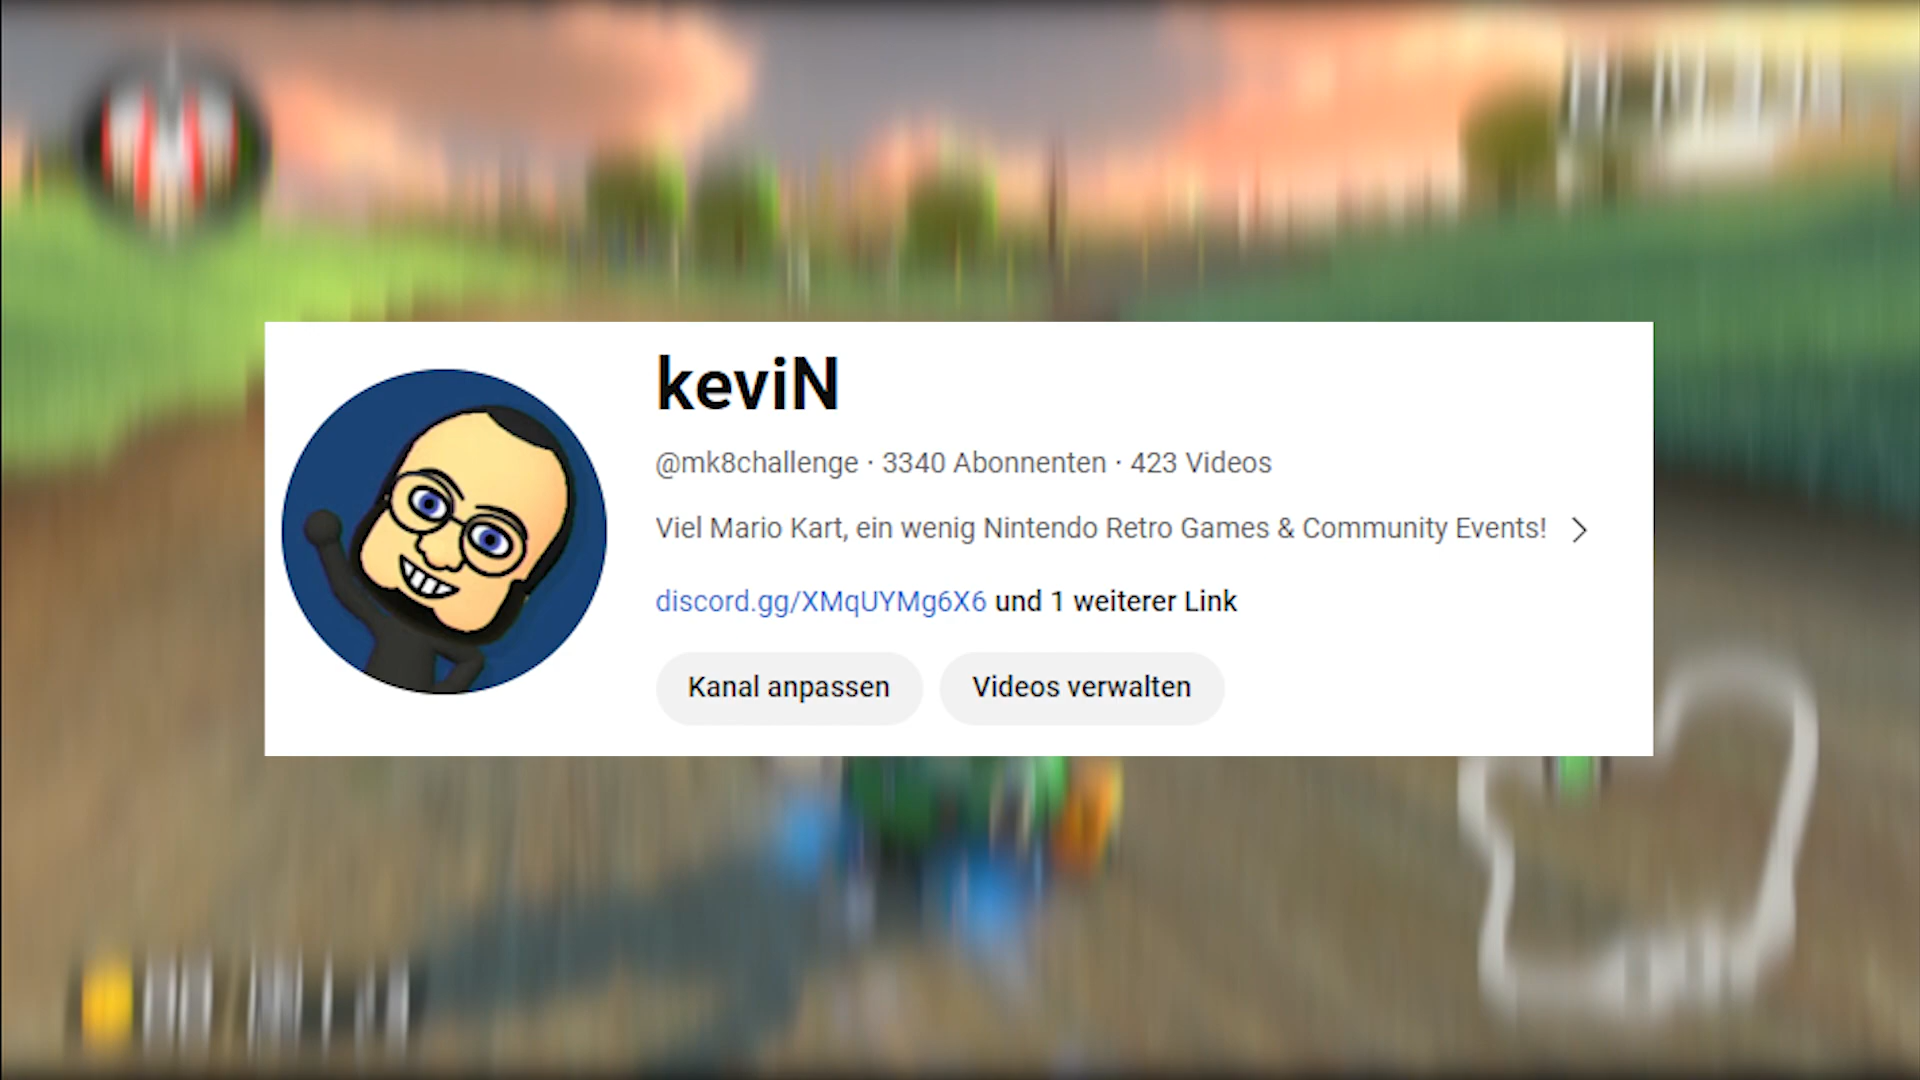 keviN
@mk8challenge · 3340 Abonnenten · 423 Videos
Viel Mario Kart, ein wenig Nintendo Retro Games & Community Events!
discord.gg/XMqUYMg6X6 und 1 weiterer Link
Kanal anpassen Videos verwalten